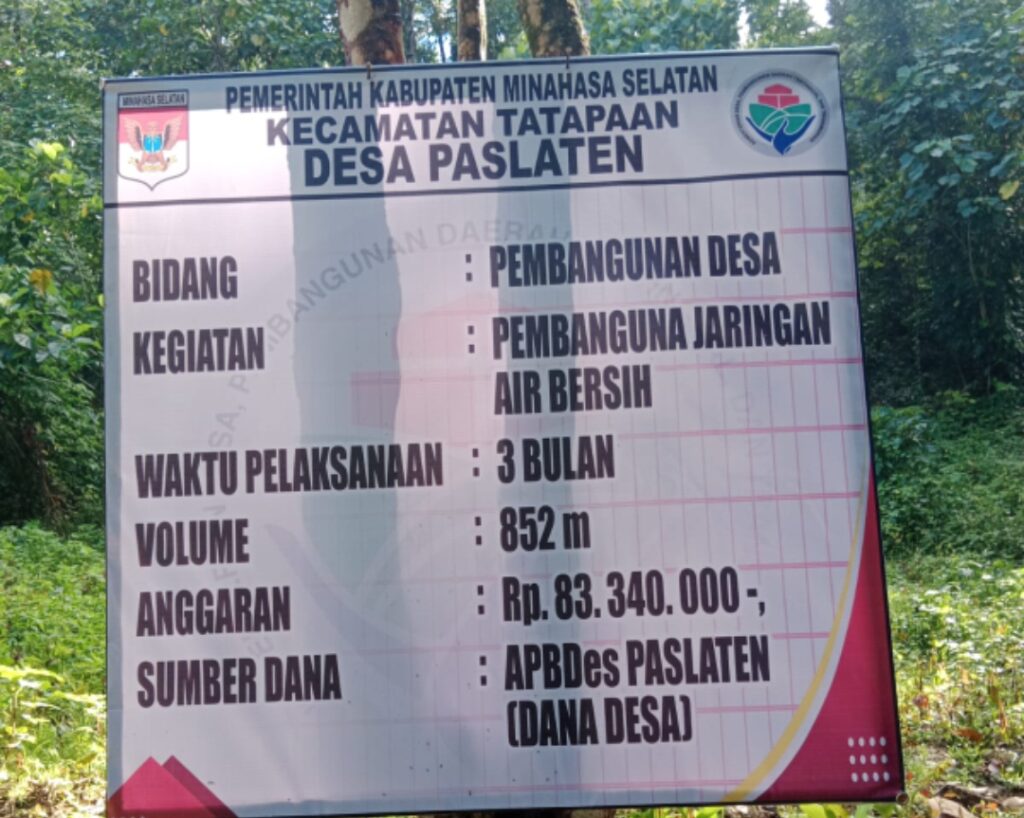 MINAHASA SELATAN
PEMERINTAH KABUPATEN MINAHASA SELATAN
KECAMATAN TATAPAAN
DESA PASLATEN
BIDANG : PEMBANGUNAN DESA
KEGIATAN : PEMBANGUNA JARINGAN
AIR BERSIH
WAKTU PELAKSANAAN : 3 BULAN
VOLUME : 852 m
ANGGARAN : Rp. 83. 340. 000 -,
SUMBER DANA : APBDes PASLATEN
(DANA DESA)